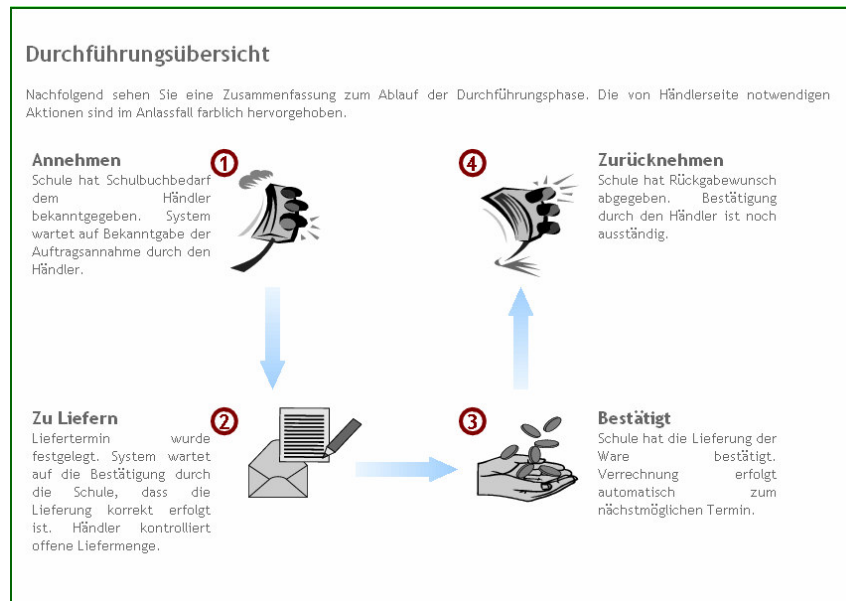 Durchführungsübersicht
Nachfolgend sehen Sie eine Zusammenfassung zum Ablauf der Durchführungsphase. Die von Händlerseite notwendigen
Aktionen sind im Anlassfall farblich hervorgehoben.
Annehmen
Schule hat Schulbuchbedarf
dem Händler
bekanntgegeben. System
wartet auf Bekanntgabe der
Auftragsannahme durch den
Händler.
1
4
Zurücknehmen
Schule hat Rückgabewunsch
abgegeben. Bestätigung
durch den Händler ist noch
ausständig.
Zu Liefern
Liefertermin wurde
festgelegt. System wartet
auf die Bestätigung durch
die Schule, dass die
Lieferung korrekt erfolgt
ist. Händler kontrolliert
offene Liefermenge.
2
3
Bestätigt
Schule hat die Lieferung der
Ware bestätigt.
Verrechnung erfolgt
automatisch zum
nächstmöglichen Termin.